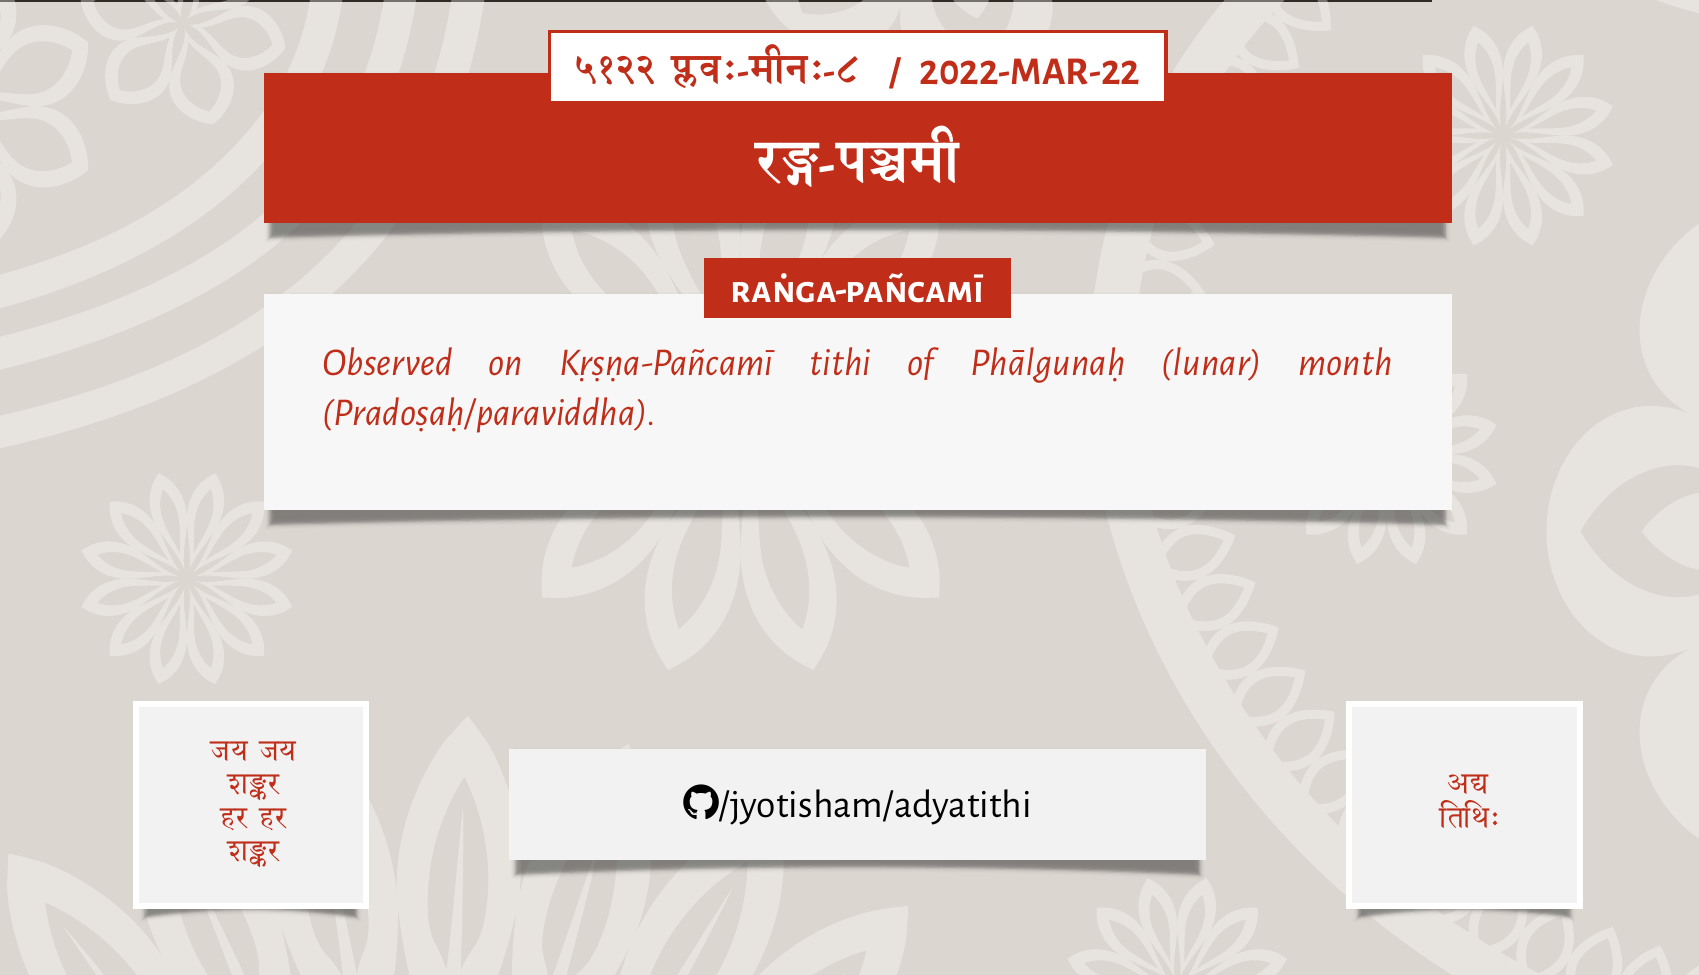 ५१२२ प्लवः-मीनः-८ / 2022-MAR-22
रङ्ग-पञ्चमी
RAṄGA-PAÑCAMĪ
Observed on Kṛṣṇa-Pañcamī tithi of Phālgunaḥ (lunar) month
(Pradoṣaḥ/paraviddha).
जय जय
शङ्कर
हर हर
शङ्कर
/jyotisham/adyatithi
अद्य
तिथिः